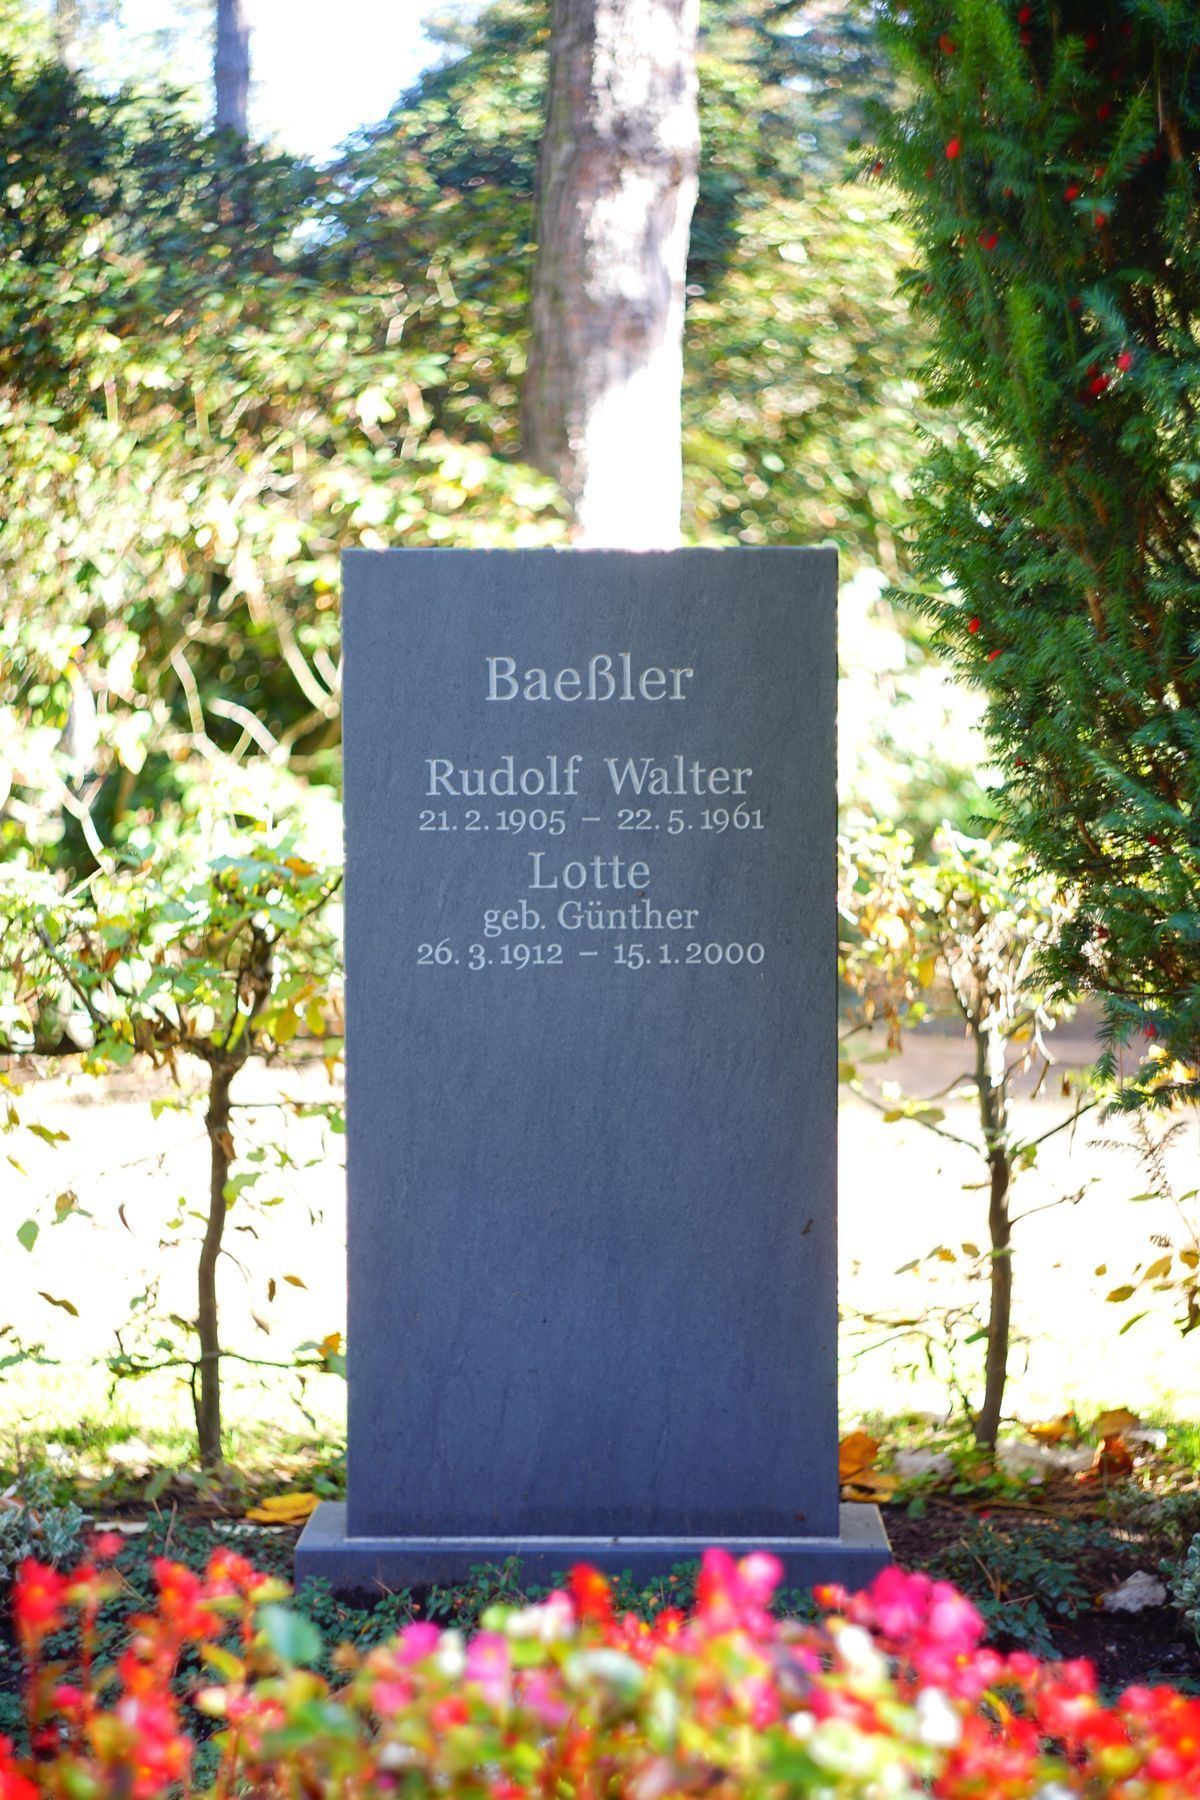 Baeßler
Rudolf Walter
21. 2. 1905 – 22. 5. 1961
Lotte
geb. Günther
26. 3. 1912 – 15. 1. 2000